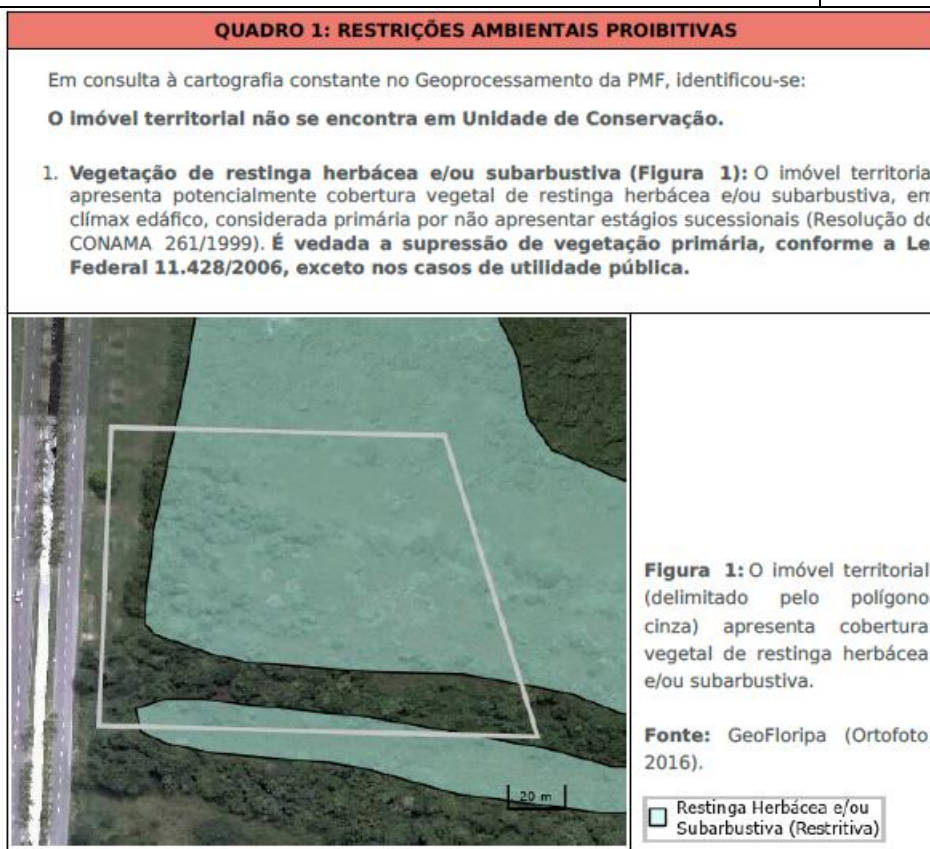 QUADRO 1: RESTRIÇÕES AMBIENTAIS PROIBITIVAS
Em consulta à cartografia constante no Geoprocessamento da PMF, identificou-se:
O imóvel territorial não se encontra em Unidade de Conservação.
1. Vegetação de restinga herbácea e/ou subarbustiva (Figura 1): O imóvel territoria
apresenta potencialmente cobertura vegetal de restinga herbácea e/ou subarbustiva, em
clímax edáfico, considerada primária por não apresentar estágios sucessionais (Resolução do
CONAMA 261/1999). É vedada a supressão de vegetação primária, conforme a Le
Federal 11.428/2006, exceto nos casos de utilidade pública.
20 m
Figura 1: O imóvel territorial
(delimitado pelo polígono
cinza) apresenta cobertura
vegetal de restinga herbácea
e/ou subarbustiva.
Fonte: GeoFloripa (Ortofoto
2016).
Restinga Herbácea e/ou
Subarbustiva (Restritiva)